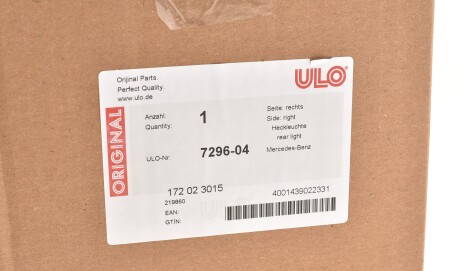 Orijinal Parts.
Perfect Quality.
www.ulo.de
ULO
ORIGINAL
Anzahl:
Quantity:
1
Seite: rechts
Side: right
Heckleuchte
rear light
ULO-Nr.
7296-04
Mercedes-Benz
172 02 3015
219860
EAN:
GTIN:
4001439022331